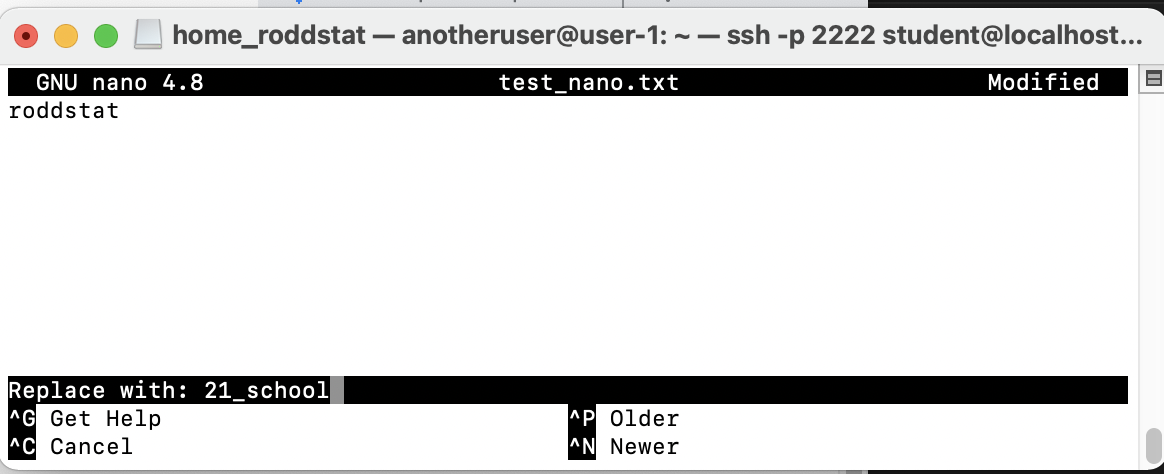 home_roddstat — anotheruser@user-1: ~ — ssh -p 2222 student@localhost...
GNU nano 4.8 test_nano.txt Modified
roddstat
Replace with: 21_school
^G Get Help ^P Older
^C Cancel ^N Newer